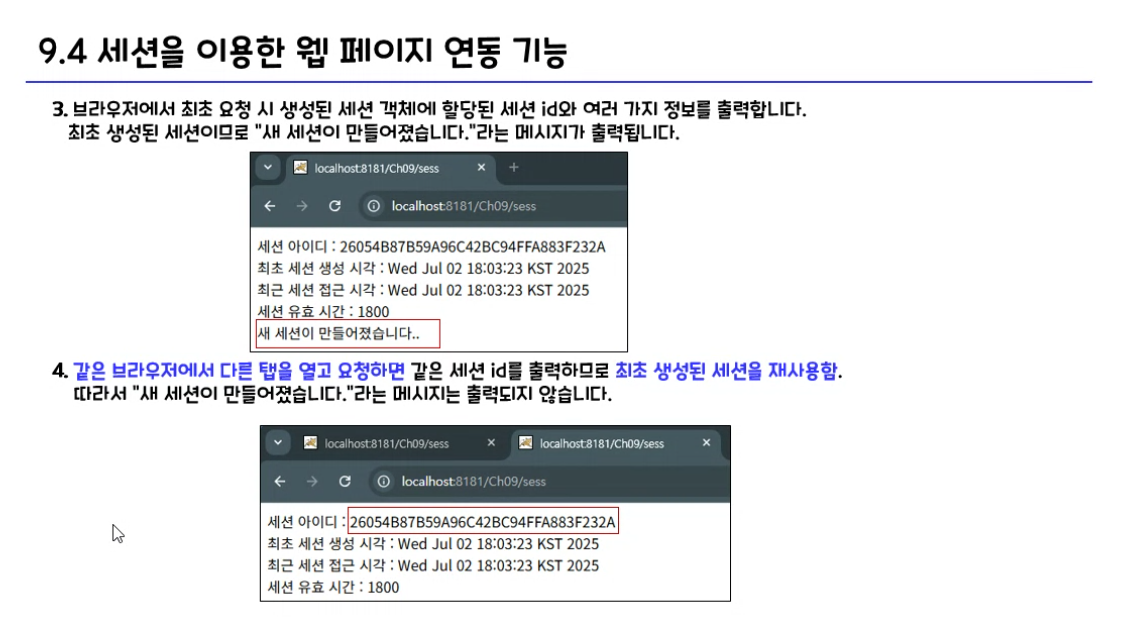 9.4 세션을 이용한 웹 페이지 연동 기능
3. 브라우저에서 최초 요청 시 생성된 세션 객체에 할당된 세션 id와 여러 가지 정보를 출력합니다.
최초 생성된 세션이므로 "새 세션이 만들어졌습니다."라는 메시지가 출력됩니다.
localhost:8181/Ch09/sess
localhost:8181/Ch09/sess
세션 아이디 : 26054B87B59A96C42BC94FFA883F232A
최초 세션 생성 시각 : Wed Jul 02 18:03:23 KST 2025
최근 세션 접근 시각 : Wed Jul 02 18:03:23 KST 2025
세션 유효 시간 : 1800
새 세션이 만들어졌습니다..
4. 같은 브라우저에서 다른 탭을 열고 요청하면 같은 세션 id를 출력하므로 최초 생성된 세션을 재사용함.
따라서 "새 세션이 만들어졌습니다."라는 메시지는 출력되지 않습니다.
localhost:8181/Ch09/sess localhost:8181/Ch09/sess
localhost:8181/Ch09/sess
세션 아이디 : 26054B87B59A96C42BC94FFA883F232A
최초 세션 생성 시각 : Wed Jul 02 18:03:23 KST 2025
최근 세션 접근 시각 : Wed Jul 02 18:03:23 KST 2025
세션 유효 시간 : 1800